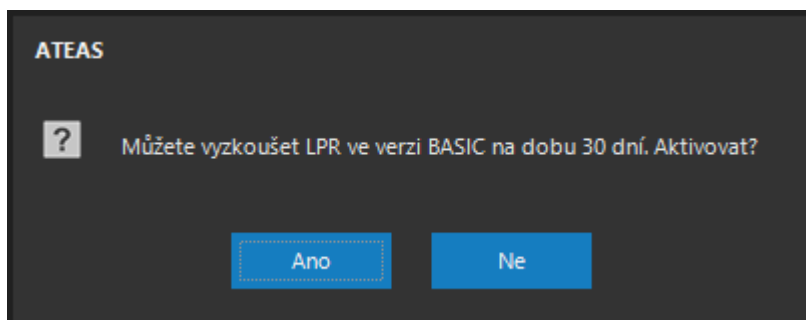 ATEAS
?
Můžete vyzkoušet LPR ve verzi BASIC na dobu 30 dní. Aktivovat?
Ano
Ne